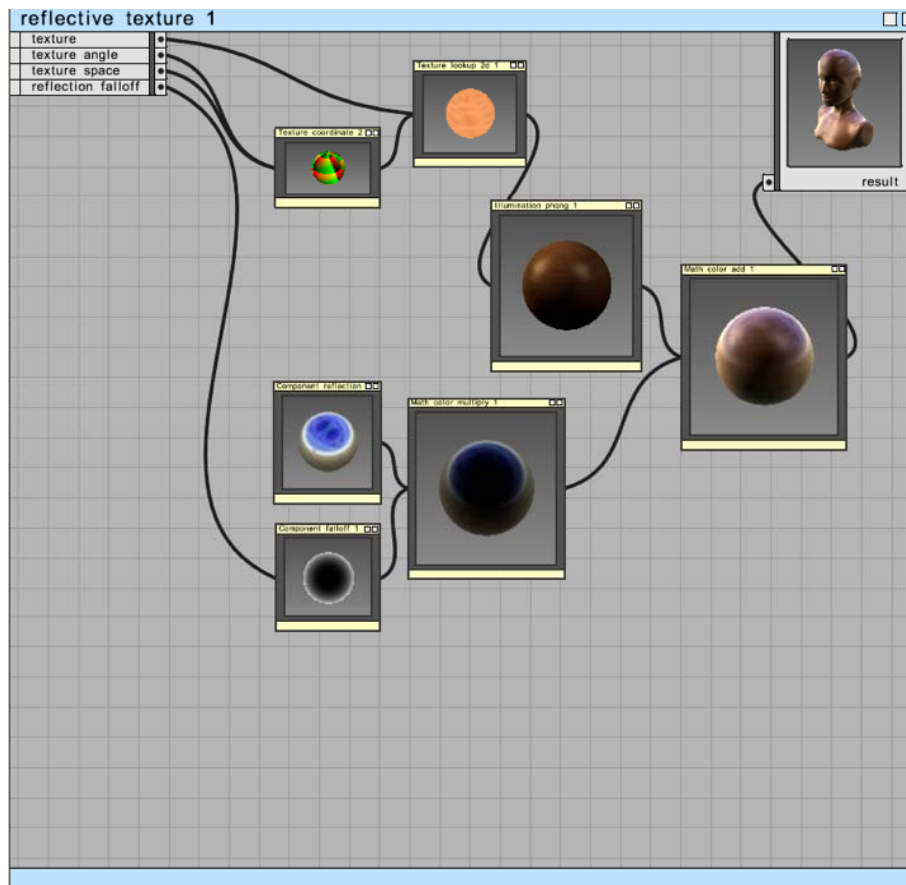 reflective texture 1
texture
texture angle
texture space
reflection falloff
Texture lookup 2d 1
Texture coordinate 2
result
Illumination phong 1
Math color add 1
Component reflection
Math color multiply 1
Component falloff 1